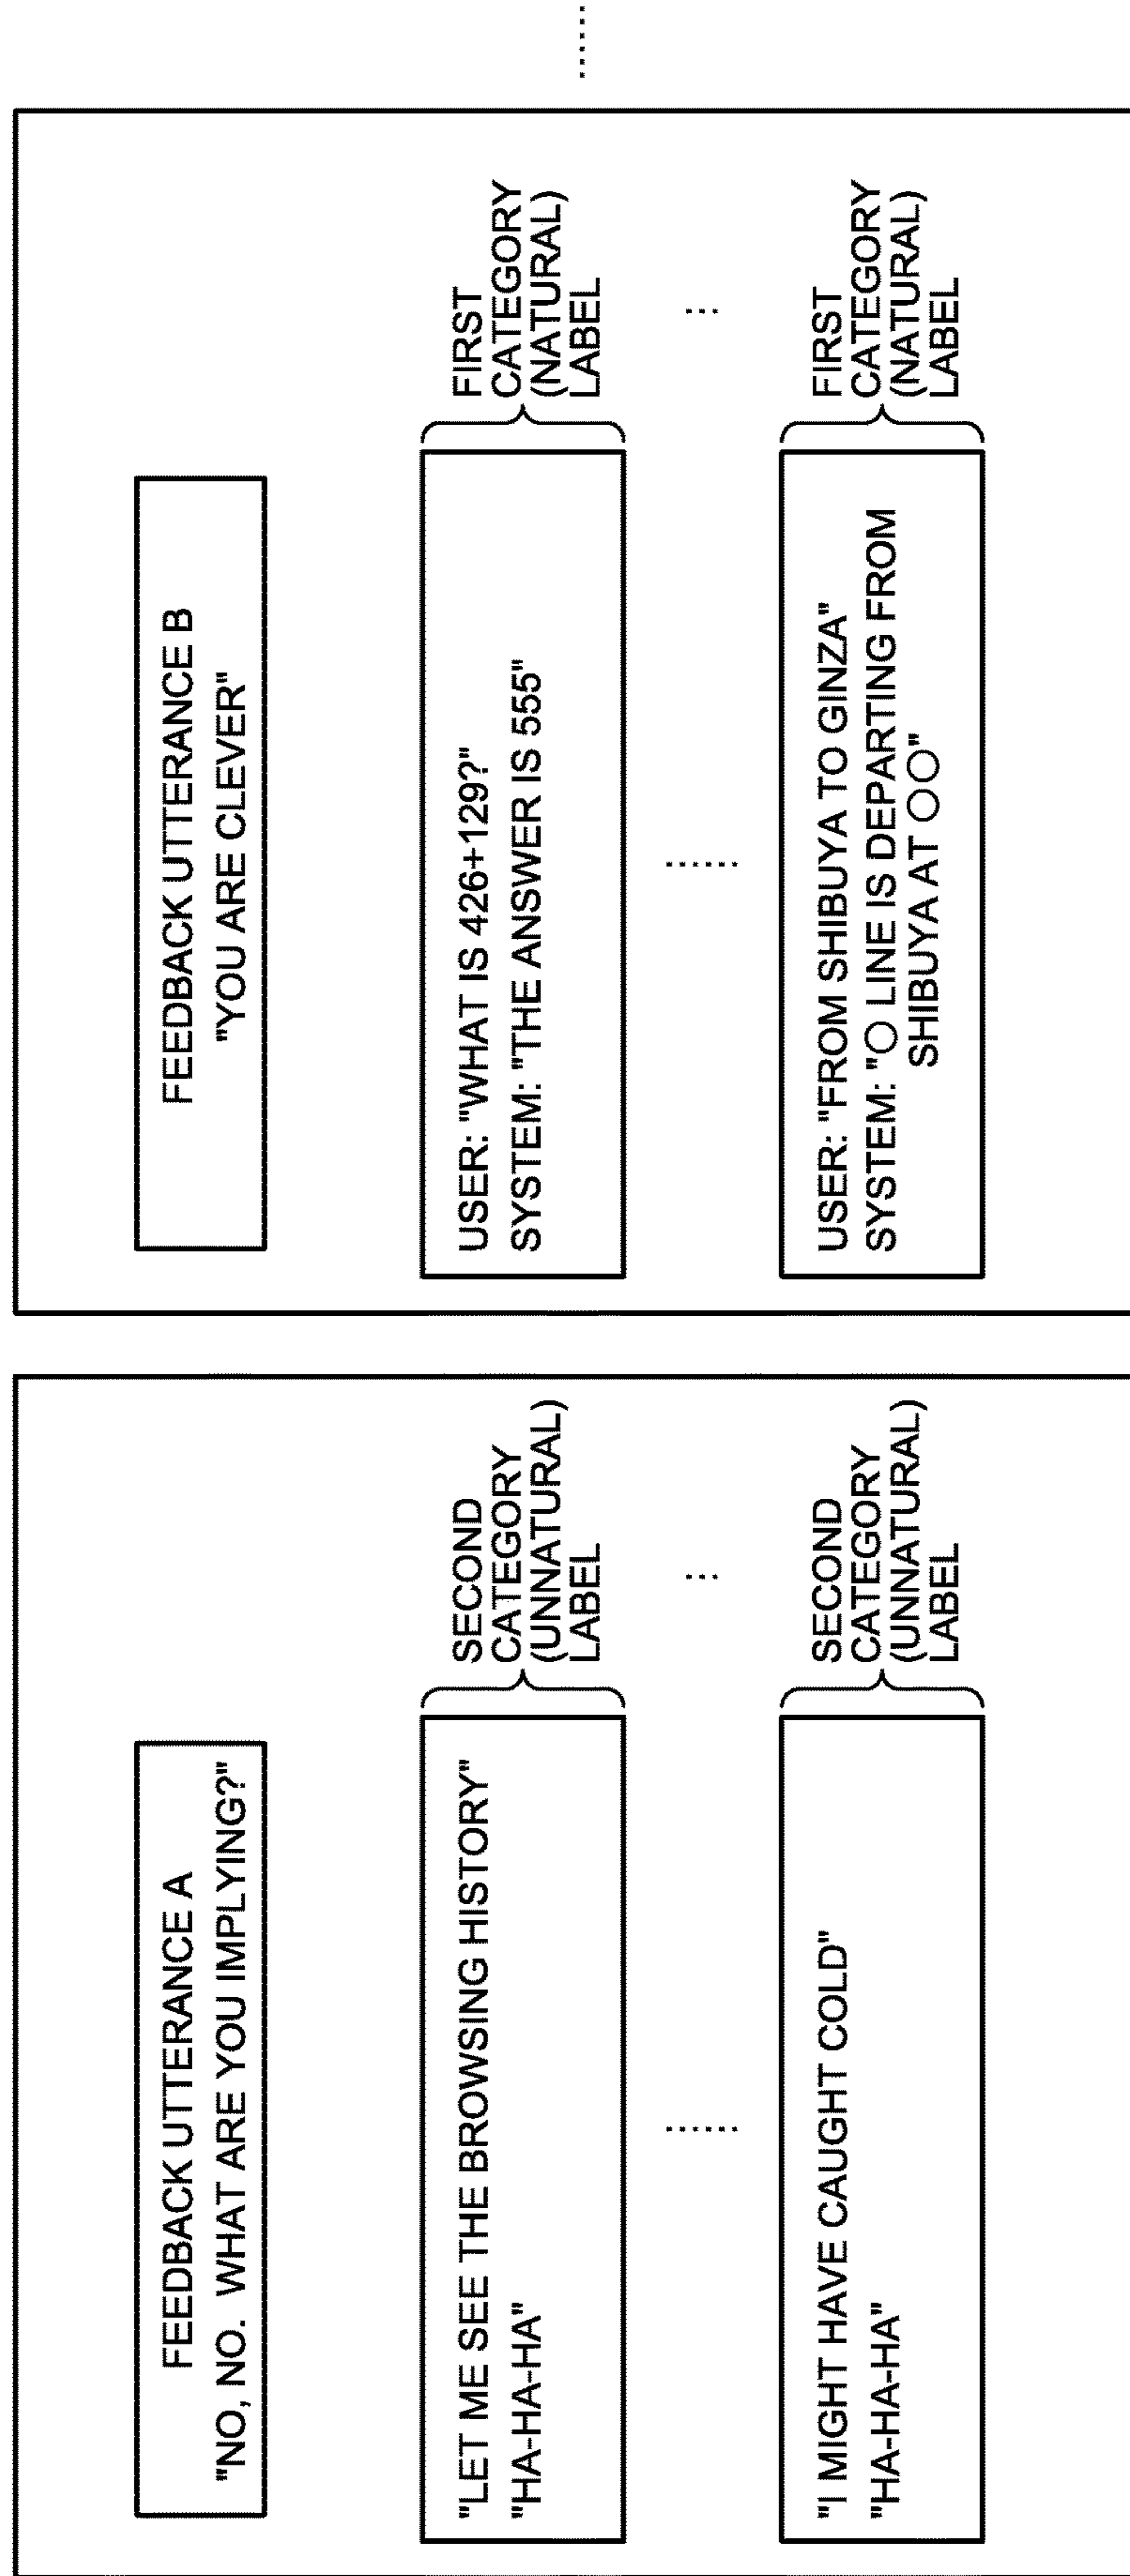 FEEDBACK UTTERANCE A
"NO, NO. WHAT ARE YOU IMPLYING?"
"LET ME SEE THE BROWSING HISTORY"
"HA-HA-HA"
SECOND
CATEGORY
(UNNATURAL)
LABEL
......
...
"I MIGHT HAVE CAUGHT COLD"
"HA-HA-HA"
SECOND
CATEGORY
(UNNATURAL)
LABEL
FEEDBACK UTTERANCE B
"YOU ARE CLEVER"
USER: "WHAT IS 426+129?"
SYSTEM: "THE ANSWER IS 555"
FIRST
CATEGORY
(NATURAL)
LABEL
......
...
USER: "FROM SHIBUYA TO GINZA"
SYSTEM: "○ LINE IS DEPARTING FROM
SHIBUYA AT ○○"
FIRST
CATEGORY
(NATURAL)
LABEL
......